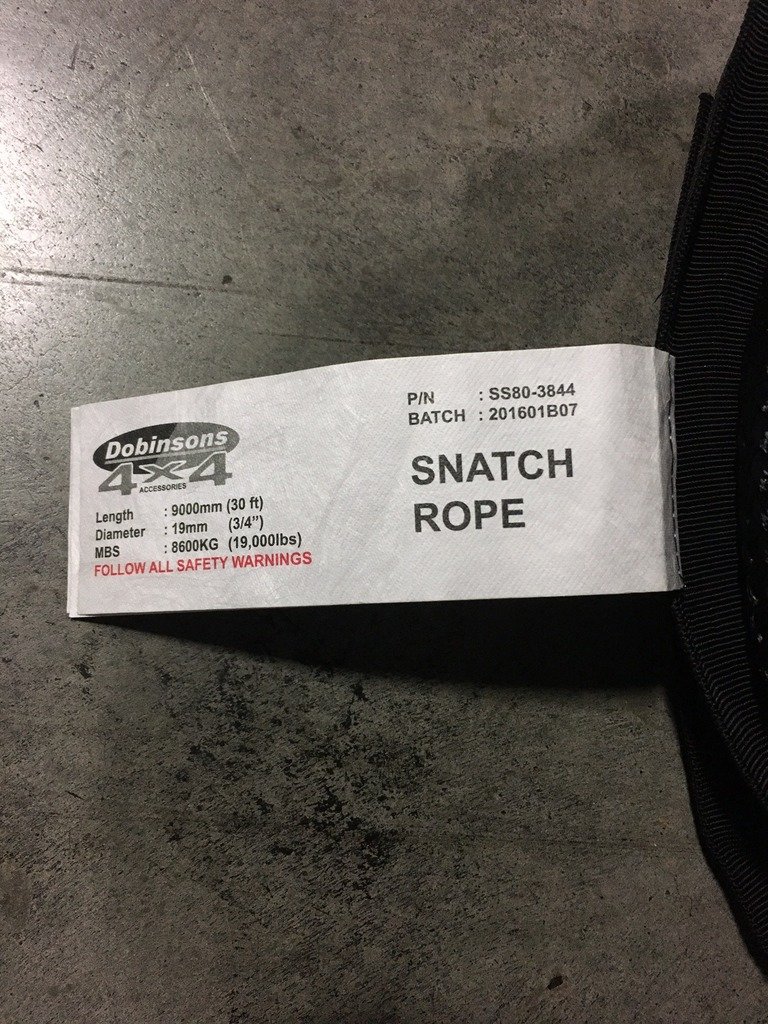 P/N : SS80-3844
BATCH : 201601B07
Dobinsons
4x4
ACCESSORIES
SNATCH
ROPE
Length : 9000mm (30 ft)
Diameter : 19mm (3/4”)
MBS : 8600KG (19,000lbs)
FOLLOW ALL SAFETY WARNINGS